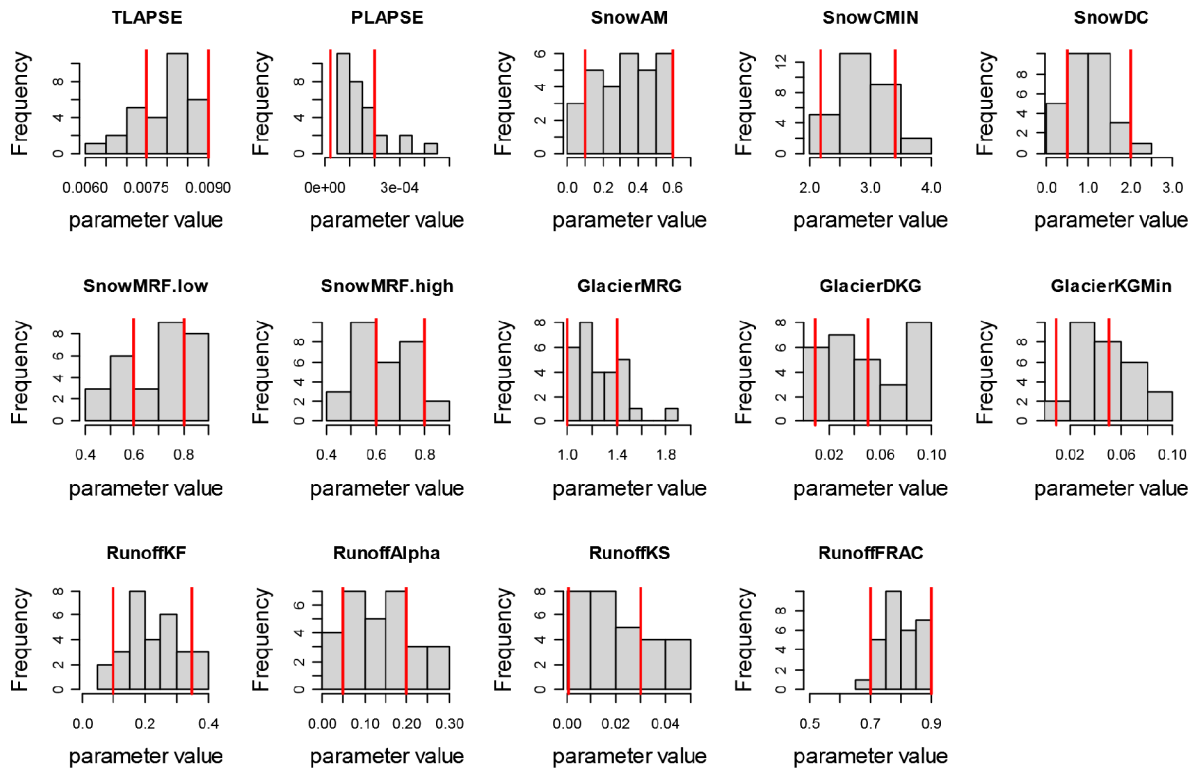 TLAPSE
Frequency
0 4 8
0.0060 0.0075 0.0090
parameter value
PLAPSE
Frequency
0 4 8
0e+00 3e-04
parameter value
SnowAM
Frequency
0 2 4 6
0.0 0.2 0.4 0.6
parameter value
SnowCMIN
Frequency
0 4 8 12
2.0 3.0 4.0
parameter value
SnowDC
Frequency
0 2 4 6 8
0.0 1.0 2.0 3.0
parameter value
SnowMRF.low
Frequency
0 2 4 6 8
0.4 0.6 0.8
parameter value
SnowMRF.high
Frequency
0 2 4 6 8
0.4 0.6 0.8
parameter value
GlacierMRG
Frequency
0 2 4 6 8
1.0 1.4 1.8
parameter value
GlacierDKG
Frequency
0 2 4 6 8
0.02 0.06 0.10
parameter value
GlacierKGMin
Frequency
0 2 4 6 8
0.02 0.06 0.10
parameter value
RunoffKF
Frequency
0 2 4 6 8
0.0 0.2 0.4
parameter value
RunoffAlpha
Frequency
0 2 4 6
0.00 0.10 0.20 0.30
parameter value
RunoffKS
Frequency
0 2 4 6 8
0.00 0.02 0.04
parameter value
RunoffFRAC
Frequency
0 2 4 6 8
0.5 0.7 0.9
parameter value